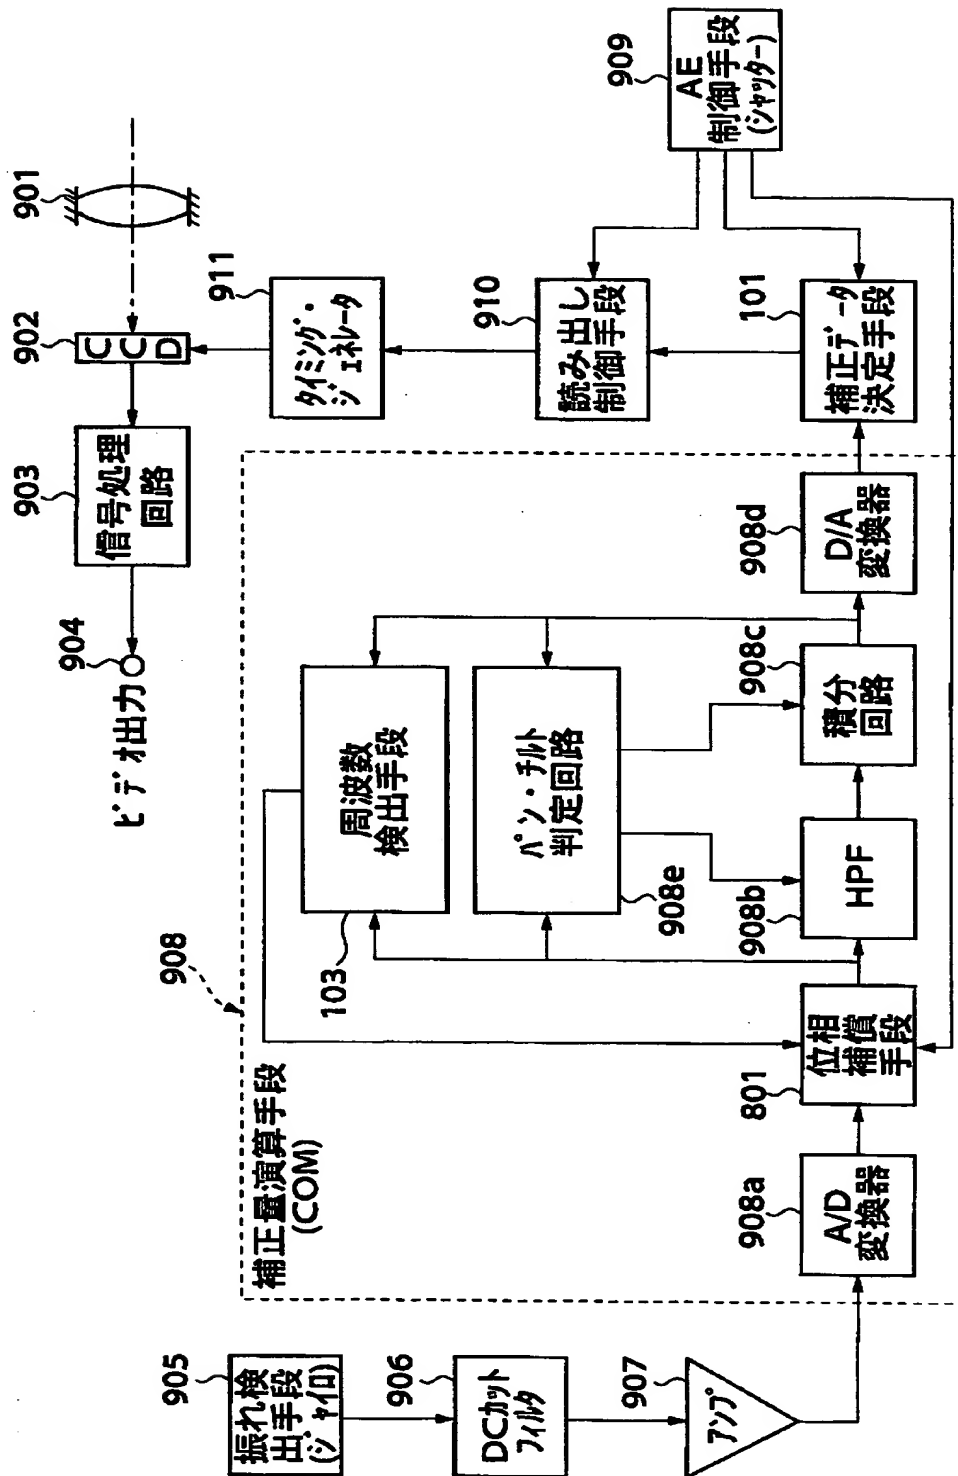 901
902
CCD
903
信号処理
回路
904
ビデオ出力
911
タイミング・
ジェネレータ
910
読み出し
制御手段
909
AE
制御手段
(シャッター)
101
補正データ
決定手段
908
補正量演算手段
(COM)
103
周波数
検出手段
908e
パン・チルト
判定回路
905
振れ検
出手段
(ジャイロ)
906
DCカット
フィルタ
907
アンプ
908a
A/D
変換器
801
位相
補償
手段
908b
HPF
908c
積分
回路
908d
D/A
変換器